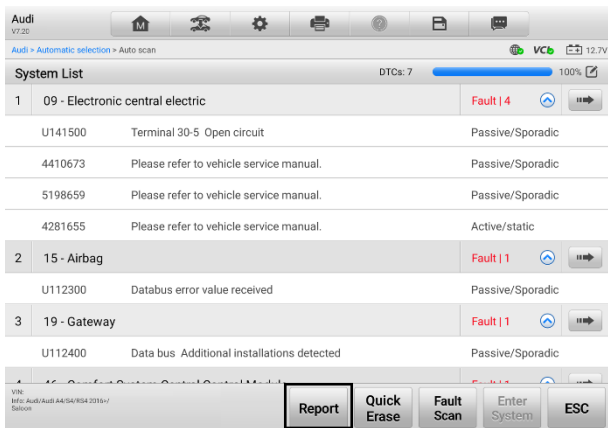 Audi
V7.20
M
?
Audi > Automatic selection > Auto scan
VCI 12.7V
System List DTCs: 7 100%
1 09 - Electronic central electric Fault | 4
U141500 Terminal 30-5 Open circuit Passive/Sporadic
4410673 Please refer to vehicle service manual. Passive/Sporadic
5198659 Please refer to vehicle service manual. Passive/Sporadic
4281655 Please refer to vehicle service manual. Active/static
2 15 - Airbag Fault | 1
U112300 Databus error value received Passive/Sporadic
3 19 - Gateway Fault | 1
U112400 Data bus Additional installations detected Passive/Sporadic
VIN:
Info: Audi/Audi A4/S4/RS4 2016>/
Saloon
Report
Quick
Erase
Fault
Scan
Enter
System
ESC